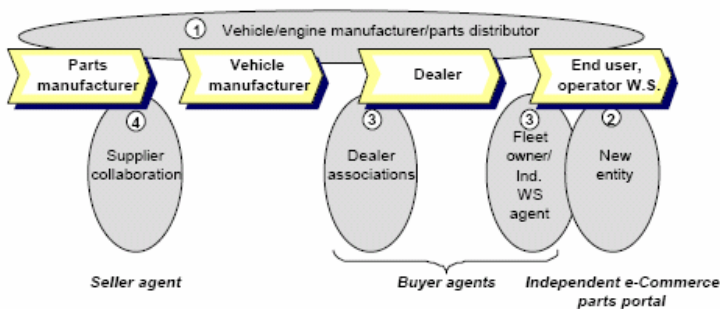 1 Vehicle/engine manufacturer/parts distributor
Parts
manufacturer
Vehicle
manufacturer
Dealer
End user,
operator W.S.
4
Supplier
collaboration
3
Dealer
associations
3
Fleet
owner/
Ind.
WS
agent
2
New
entity
Seller agent
Buyer agents
Independent e-Commerce
parts portal